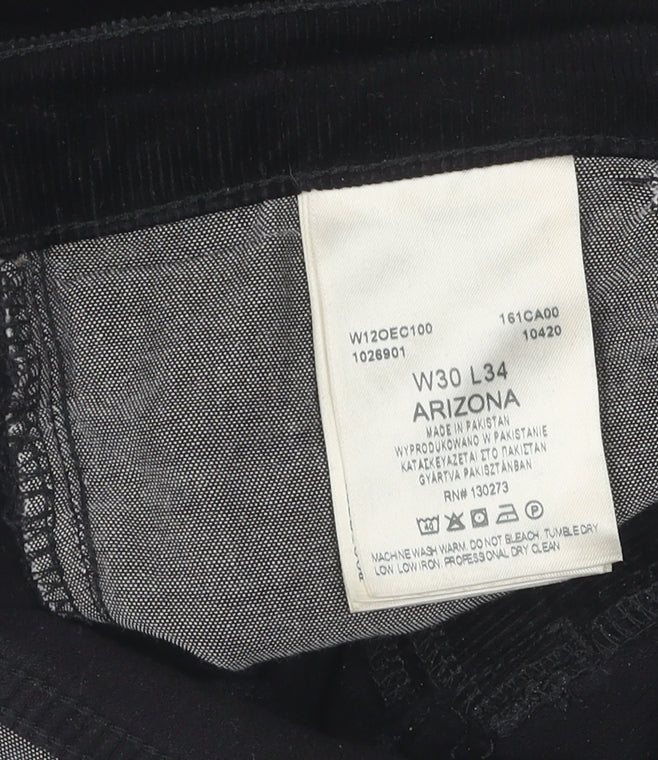 W12OEC100 161CA00
1026901 10420
W30 L34
ARIZONA
MADE IN PAKISTAN
WYPRODUKOWANO W PAKISTANIE
ΚΑΤΑΣΚΕΥΑΖΕΤΑΙ ΣΤΟ ΠΑΚΙΣΤΑΝ
GYÁRTVA PAKISZTÁNBAN
RN# 130273
40 P
MACHINE WASH WARM. DO NOT BLEACH. TUMBLE DRY
LOW. LOW IRON. PROFESSIONAL DRY CLEAN